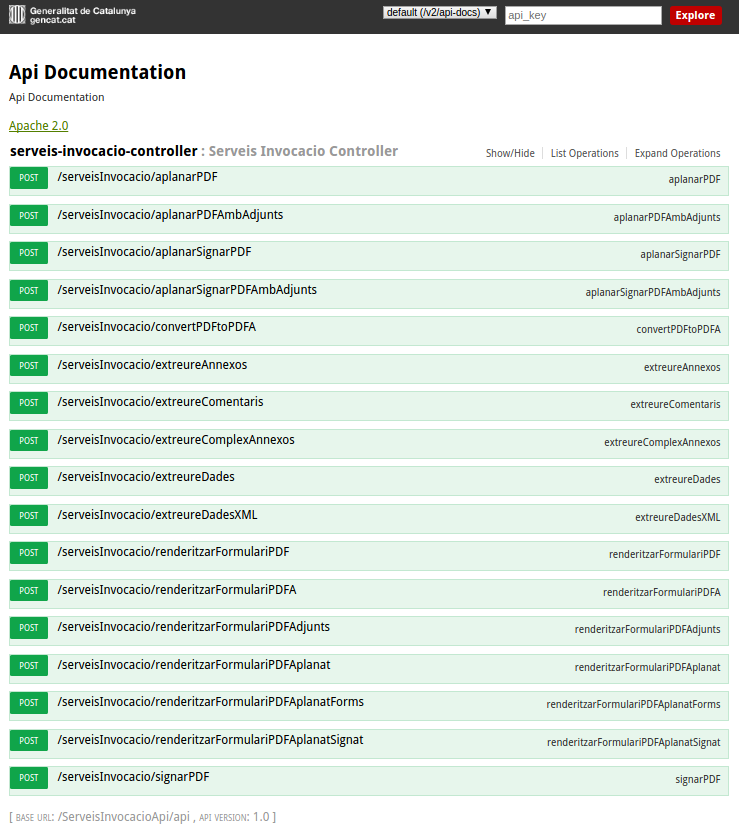 Generalitat de Catalunya
gencat.cat
default (/v2/api-docs)
api_key
Explore
Api Documentation
Api Documentation
Apache 2.0
serveis-invocacio-controller : Serveis Invocacio Controller
Show/Hide
List Operations
Expand Operations
POST /serveisInvocacio/aplanarPDF aplanarPDF
POST /serveisInvocacio/aplanarPDFAmbAdjunts aplanarPDFAmbAdjunts
POST /serveisInvocacio/aplanarSignarPDF aplanarSignarPDF
POST /serveisInvocacio/aplanarSignarPDFAmbAdjunts aplanarSignarPDFAmbAdjunts
POST /serveisInvocacio/convertPDFtoPDFA convertPDFtoPDFA
POST /serveisInvocacio/extreureAnnexos extreureAnnexos
POST /serveisInvocacio/extreureComentaris extreureComentaris
POST /serveisInvocacio/extreureComplexAnnexos extreureComplexAnnexos
POST /serveisInvocacio/extreureDades extreureDades
POST /serveisInvocacio/extreureDadesXML extreureDadesXML
POST /serveisInvocacio/renderitzarFormulariPDF renderitzarFormulariPDF
POST /serveisInvocacio/renderitzarFormulariPDFA renderitzarFormulariPDFA
POST /serveisInvocacio/renderitzarFormulariPDFAdjunts renderitzarFormulariPDFAdjunts
POST /serveisInvocacio/renderitzarFormulariPDFAplanat renderitzarFormulariPDFAplanat
POST /serveisInvocacio/renderitzarFormulariPDFAplanatForms renderitzarFormulariPDFAplanatForms
POST /serveisInvocacio/renderitzarFormulariPDFAplanatSignat renderitzarFormulariPDFAplanatSignat
POST /serveisInvocacio/signarPDF signarPDF
[ BASE URL: /ServeisInvocacioApi/api , API VERSION: 1.0 ]